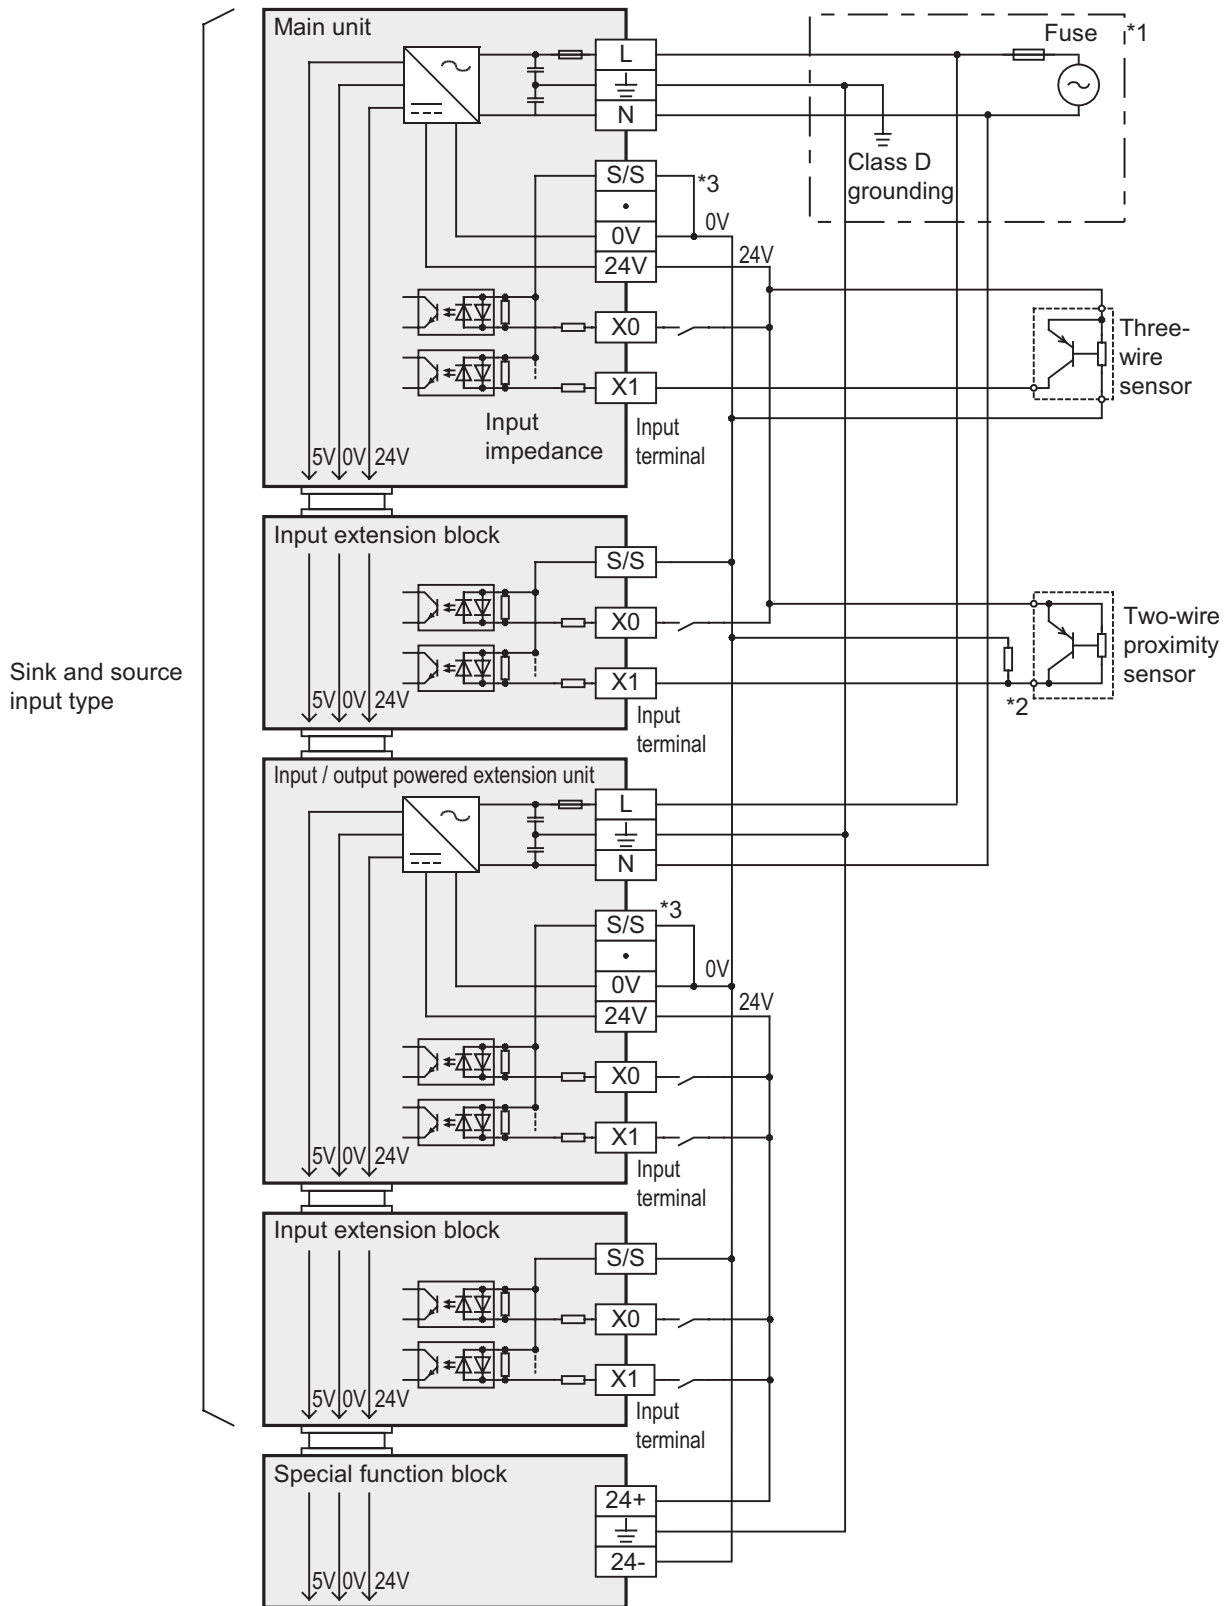 Main unit
Fuse
*1
L
N
Class D
grounding
S/S
*3
0V
0V
24V
24V
X0
Three-
wire
sensor
X1
Input
impedance
Input
terminal
5V
0V
24V
Input extension block
S/S
X0
Two-wire
proximity
sensor
Sink and source
input type
X1
*2
5V
0V
24V
Input
terminal
Input / output powered extension unit
L
N
*3
S/S
0V
0V
24V
24V
X0
X1
5V
0V
24V
Input
terminal
Input extension block
S/S
X0
X1
5V
0V
24V
Input
terminal
Special function block
24+
24-
5V
0V
24V